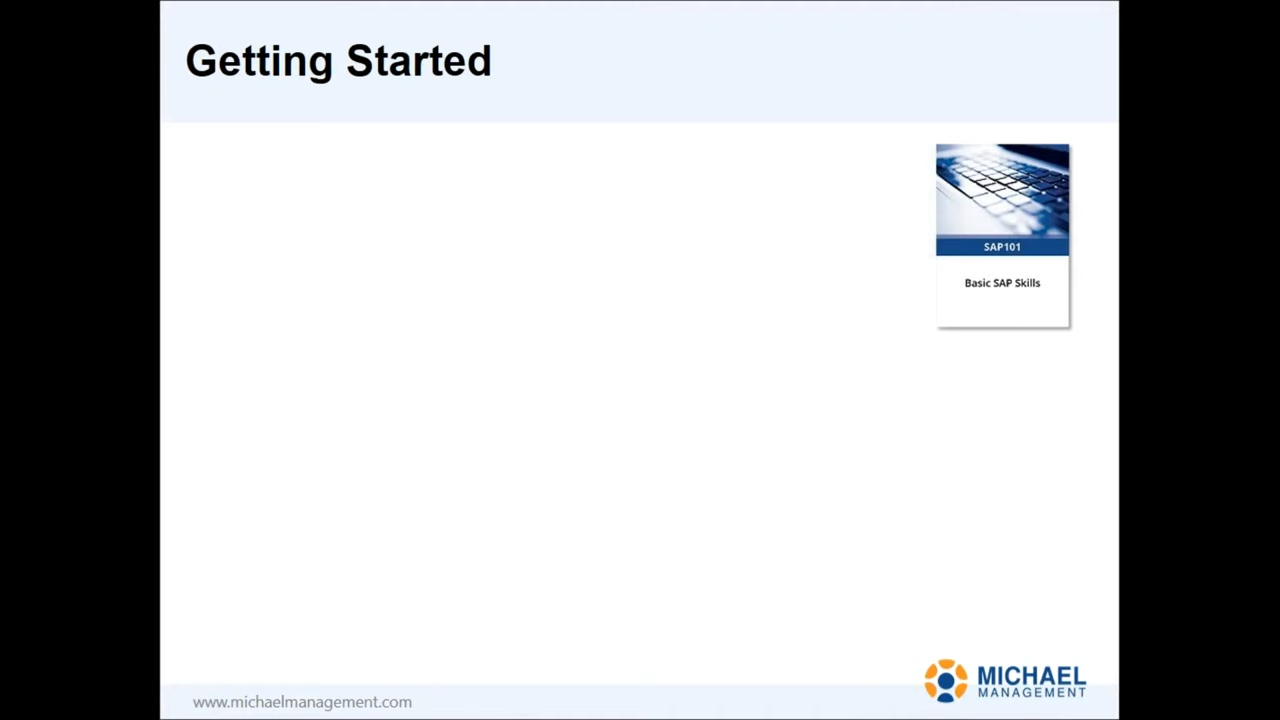 Getting Started
SAP101
Basic SAP Skills
www.michaelmanagement.com
MICHAEL
MANAGEMENT